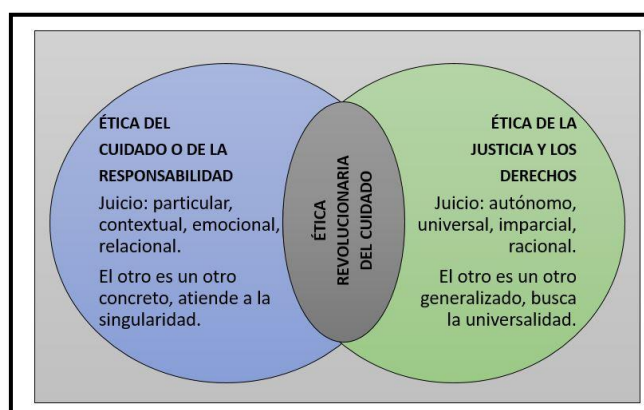 ÉTICA DEL
CUIDADO O DE LA
RESPONSABILIDAD
Juicio: particular,
contextual, emocional,
relacional.
El otro es un otro
concreto, atiende a la
singularidad.
ÉTICA
REVOLUCIONARIA
DEL CUIDADO
ÉTICA DE LA
JUSTICIA Y LOS
DERECHOS
Juicio: autónomo,
universal, imparcial,
racional.
El otro es un otro
generalizado, busca
la universalidad.